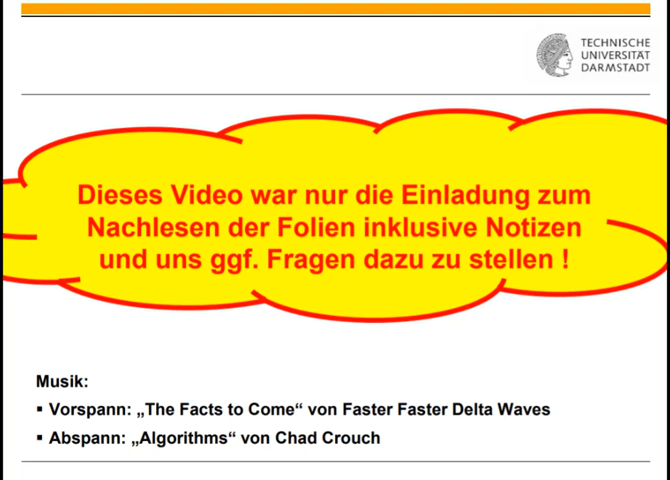 TECHNISCHE
UNIVERSITÄT
DARMSTADT
Dieses Video war nur die Einladung zum
Nachlesen der Folien inklusive Notizen
und uns ggf. Fragen dazu zu stellen !
Musik:
▪ Vorspann: „The Facts to Come“ von Faster Faster Delta Waves
▪ Abspann: „Algorithms“ von Chad Crouch